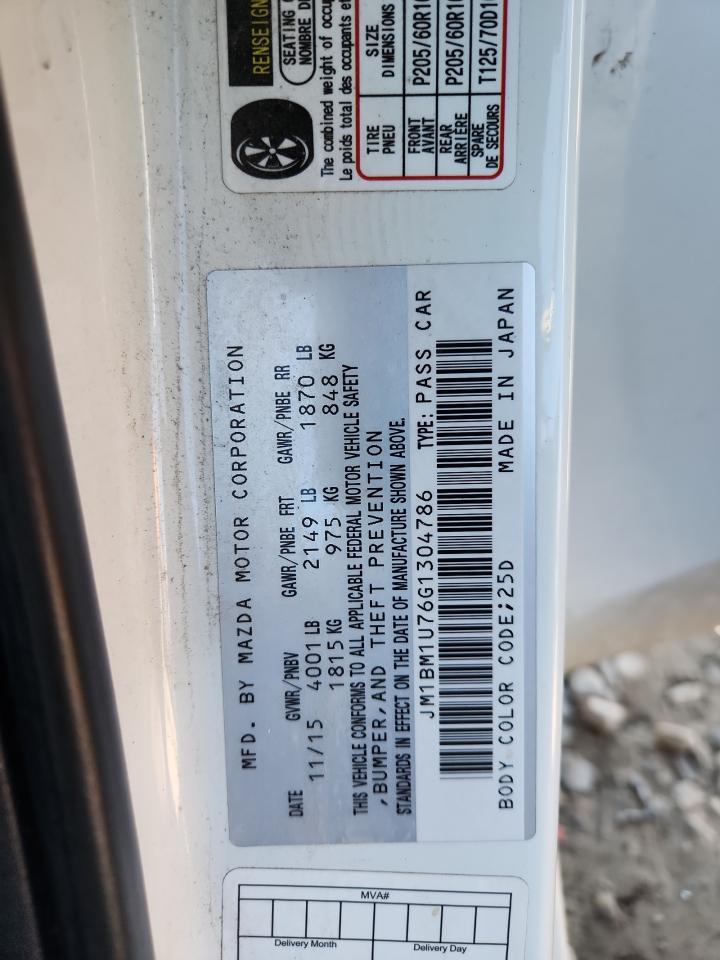 MFD. BY MAZDA MOTOR CORPORATION
DATE GVWR/PNBV GAWR/PNBE FRT GAWR/PNBE RR
11/15 4001 LB 2149 LB 1870 LB
1815 KG 975 KG 848 KG
THIS VEHICLE CONFORMS TO ALL APPLICABLE FEDERAL MOTOR VEHICLE SAFETY
,BUMPER,AND THEFT PREVENTION
STANDARDS IN EFFECT ON THE DATE OF MANUFACTURE SHOWN ABOVE.
JM1BM1U76G1304786 TYPE: PASS CAR
BODY COLOR CODE;25D MADE IN JAPAN
SEATING
NOMBRE DE
The combined weight of
Le poids total des occupants et
TIRE SIZE
PNEU DIMENSIONS
FRONT
AVANT
REAR
ARRIÈRE
SPARE
DE SECOURS
MVA#
Delivery Month Delivery Day